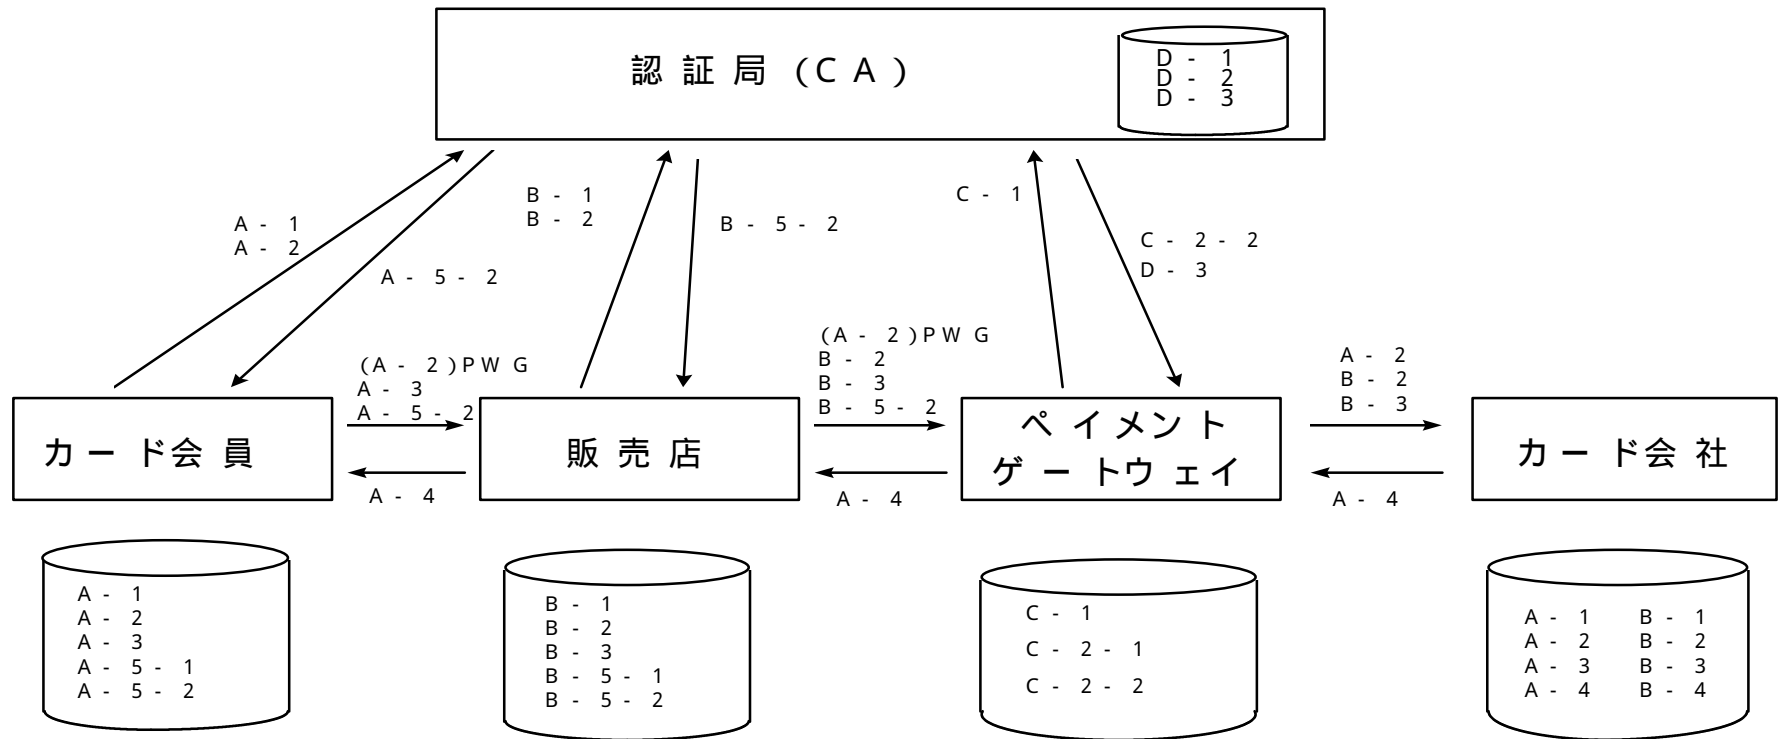 認証局(CA)
D-1
D-2
D-3
A-1
A-2
A-5-2
B-1
B-2
B-5-2
C-1
C-2-2
D-3
(A-2)PWG
A-3
A-5-2
(A-2)PWG
B-2
B-3
B-5-2
A-2
B-2
B-3
カード会員
販売店
ペイメント
ゲートウェイ
カード会社
A-4
A-4
A-4
A-1
A-2
A-3
A-5-1
A-5-2
B-1
B-2
B-3
B-5-1
B-5-2
C-1
C-2-1
C-2-2
A-1 B-1
A-2 B-2
A-3 B-3
A-4 B-4